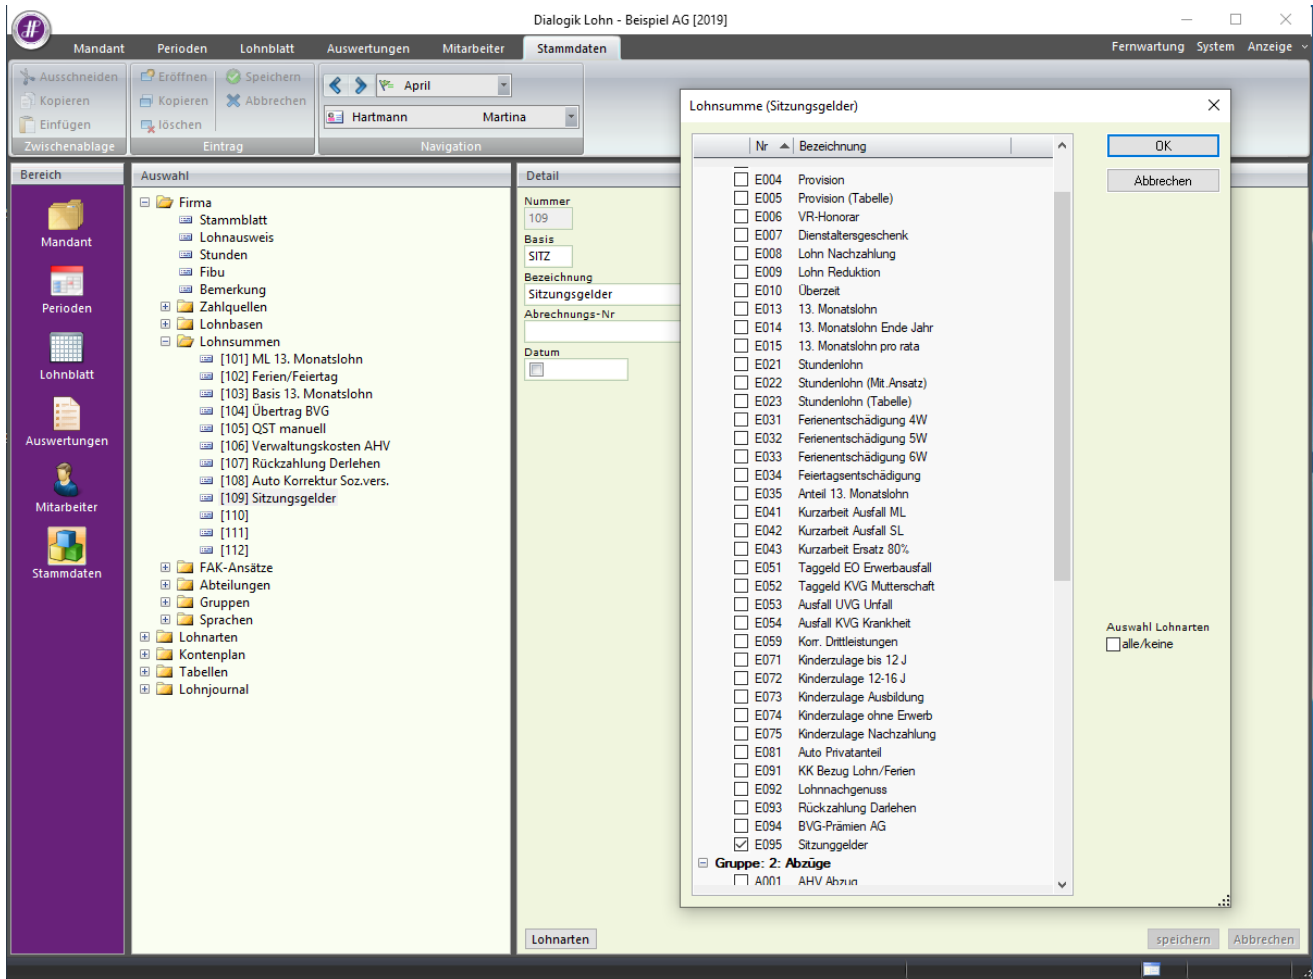 Dialogik Lohn - Beispiel AG [2019]
Mandant Perioden Lohnblatt Auswertungen Mitarbeiter Stammdaten Fernwartung System Anzeige
Ausschneiden
Kopieren
Einfügen
Zwischenablage
Eröffnen Speichern
Kopieren Abbrechen
löschen
Eintrag
April
Hartmann Martina
Navigation
Bereich
Mandant
Perioden
Lohnblatt
Auswertungen
Mitarbeiter
Stammdaten
Auswahl
Firma
Stammblatt
Lohnausweis
Stunden
Fibu
Bemerkung
Zahlquellen
Lohnbasen
Lohnsummen
[101] ML 13. Monatslohn
[102] Ferien/Feiertag
[103] Basis 13. Monatslohn
[104] Übertrag BVG
[105] QST manuell
[106] Verwaltungskosten AHV
[107] Rückzahlung Derlehen
[108] Auto Korrektur Soz.vers.
[109] Sitzungsgelder
[110]
[111]
[112]
FAK-Ansätze
Abteilungen
Gruppen
Sprachen
Lohnarten
Kontenplan
Tabellen
Lohnjournal
Detail
Nummer
109
Basis
SITZ
Bezeichnung
Sitzungsgelder
Abrechnungs-Nr
Datum
Lohnarten
speichern Abbrechen
Lohnsumme (Sitzungsgelder)
Nr Bezeichnung
E004 Provision
E005 Provision (Tabelle)
E006 VR-Honorar
E007 Dienstaltersgeschenk
E008 Lohn Nachzahlung
E009 Lohn Reduktion
E010 Überzeit
E013 13. Monatslohn
E014 13. Monatslohn Ende Jahr
E015 13. Monatslohn pro rata
E021 Stundenlohn
E022 Stundenlohn (Mit.Ansatz)
E023 Stundenlohn (Tabelle)
E031 Ferienentschädigung 4W
E032 Ferienentschädigung 5W
E033 Ferienentschädigung 6W
E034 Feiertagsentschädigung
E035 Anteil 13. Monatslohn
E041 Kurzarbeit Ausfall ML
E042 Kurzarbeit Ausfall SL
E043 Kurzarbeit Ersatz 80%
E051 Taggeld EO Erwerbausfall
E052 Taggeld KVG Mutterschaft
E053 Ausfall UVG Unfall
E054 Ausfall KVG Krankheit
E059 Korr. Drittleistungen
E071 Kinderzulage bis 12 J
E072 Kinderzulage 12-16 J
E073 Kinderzulage Ausbildung
E074 Kinderzulage ohne Erwerb
E075 Kinderzulage Nachzahlung
E081 Auto Privatanteil
E091 KK Bezug Lohn/Ferien
E092 Lohnnachgenuss
E093 Rückzahlung Darlehen
E094 BVG-Prämien AG
E095 Sitzunggelder
Gruppe: 2: Abzüge
A001 AHV Abzug
OK
Abbrechen
Auswahl Lohnarten
alle/keine